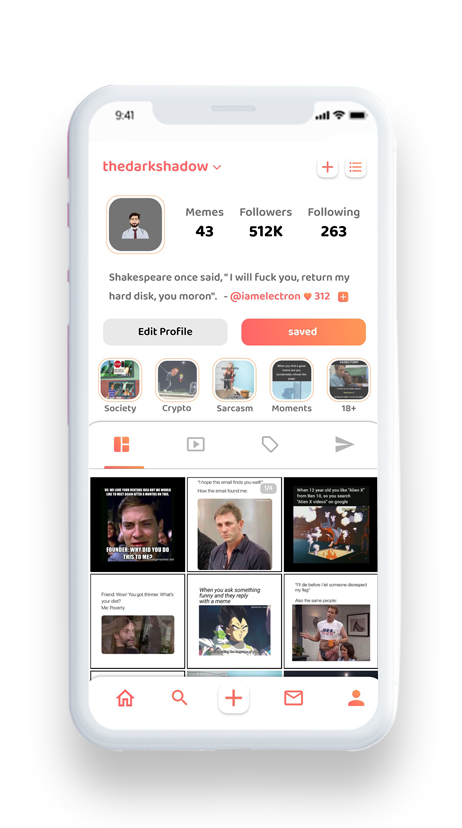 9:41
thedarkshadow
Memes Followers Following
43 512K 263
Shakespeare once said, " I will fuck you, return my
hard disk, you moron". - @iamelectron 312
Edit Profile saved
Society Crypto Sarcasm Moments 18+
US: WE LOVE YOUR VENTURE IDEA BUT WE WOULD
LIKE TO MEET AGAIN AFTER 6 MONTHS ON THIS.
FOUNDER: WHY DID YOU DO
THIS TO ME?
"I hope this email finds you well"
How the email found me:
1/4
When 12 year old you like "Alien X"
from Ben 10, so you search
"Alien X videos" on google
Friend: Wow! You got thinner. What's
your diet?
Me: Poverty
When you ask something
funny and they reply
with a meme
"I'll die before I let someone disrespect
my flag"
Also the same people: